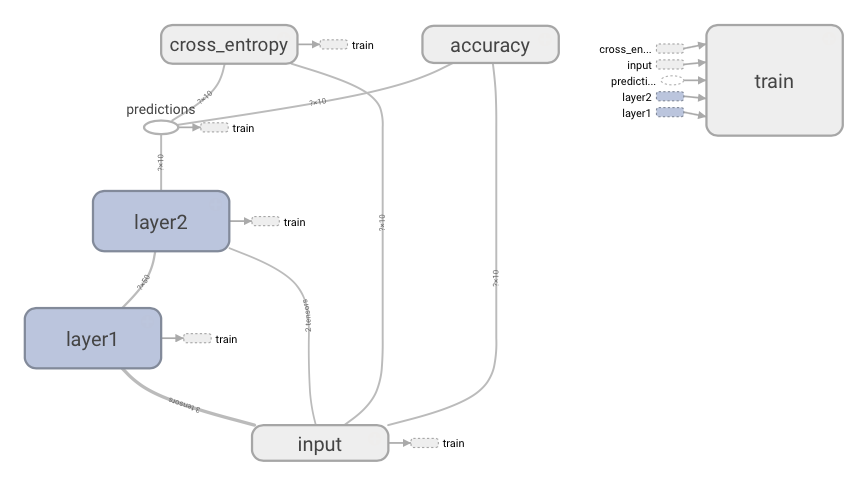 cross_entropy
train
accuracy
cross_en...
input
predicti...
layer2
layer1
train
?×10
?×10
predictions
train
?×10
layer2
train
?×10
?×10
?×50
2 tensors
layer1
train
3 tensors
input
train